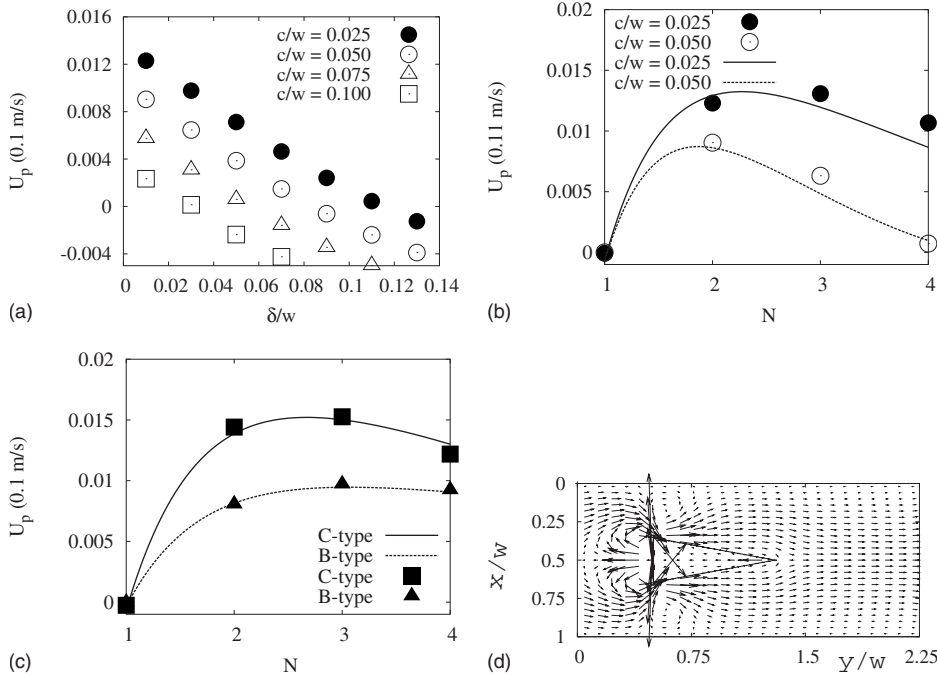 0.016
0.012
0.008
0.004
0
-0.004
U_p (0.1 m/s)
c/w = 0.025
c/w = 0.050
c/w = 0.075
c/w = 0.100
0 0.02 0.04 0.06 0.08 0.1 0.12 0.14
δ/w
(a)
0.02
0.015
0.01
0.005
0
U_p (0.11 m/s)
c/w = 0.025
c/w = 0.050
c/w = 0.025
c/w = 0.050
1 2 3 4
N
(b)
0.02
0.015
0.01
0.005
0
U_p (0.1 m/s)
C-type
B-type
C-type
B-type
1 2 3 4
N
(c)
0
0.25
0.5
0.75
1
x/w
0 0.75 1.5 y/w 2.25
(d)